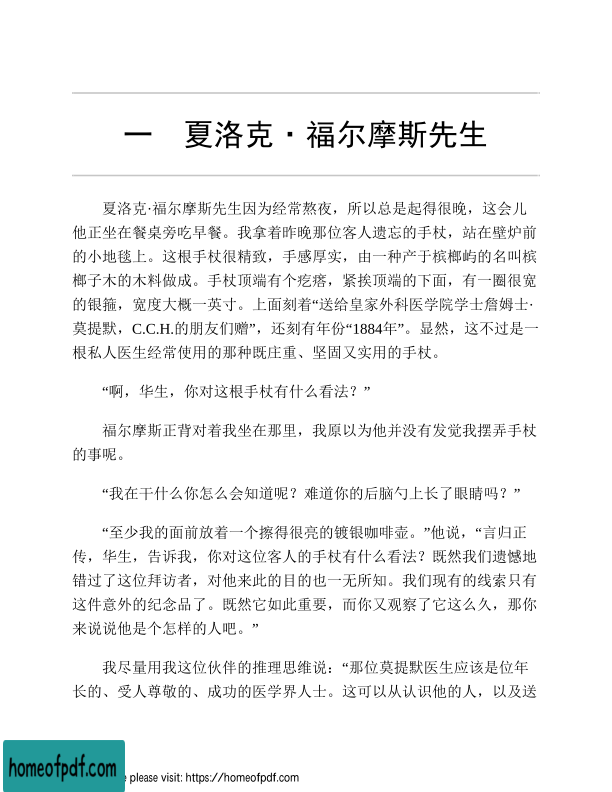 一　夏洛克·福尔摩斯先生
夏洛克·福尔摩斯先生因为经常熬夜，所以总是起得很晚，这会儿
他正坐在餐桌旁吃早餐。我拿着昨晚那位客人遗忘的手杖，站在壁炉前
的小地毯上。这根手杖很精致，手感厚实，由一种产于槟榔屿的名叫槟
榔子木的木料做成。手杖顶端有个疙瘩，紧挨顶端的下面，有一圈很宽
的银箍，宽度大概一英寸。上面刻着“送给皇家外科医学院学士詹姆士·
莫提默，C.C.H.的朋友们赠”，还刻有年份“1884年”。显然，这不过是一
根私人医生经常使用的那种既庄重、坚固又实用的手杖。
“啊，华生，你对这根手杖有什么看法？”
福尔摩斯正背对着我坐在那里，我原以为他并没有发觉我摆弄手杖
的事呢。
“我在干什么你怎么会知道呢？难道你的后脑勺上长了眼睛吗？”
“至少我的面前放着一个擦得很亮的镀银咖啡壶。”他说，“言归正
传，华生，告诉我，你对这位客人的手杖有什么看法？既然我们遗憾地
错过了这位拜访者，对他来此的目的也一无所知。我们现有的线索只有
这件意外的纪念品了。既然它如此重要，而你又观察了它这么久，那你
来说说他是个怎样的人吧。”
我尽量用我这位伙伴的推理思维说：“那位莫提默医生应该是位年
长的、受人尊敬的、成功的医学界人士。这可以从认识他的人，以及送
homeofpdf.com
e please visit: https://homeofpdf.com